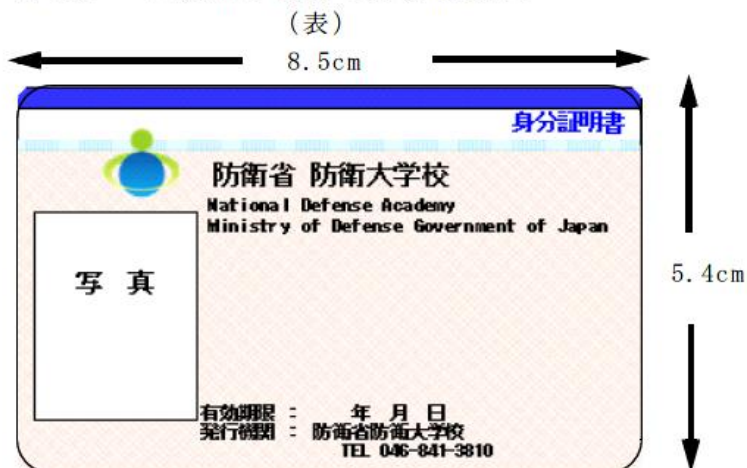 (表)
8.5cm
身分証明書
防衛省 防衛大学校
National Defense Academy
Ministry of Defense Government of Japan
写 真
5.4cm
有効期限 : 年 月 日
発行機関 : 防衛省防衛大学校
TEL 046-841-3810